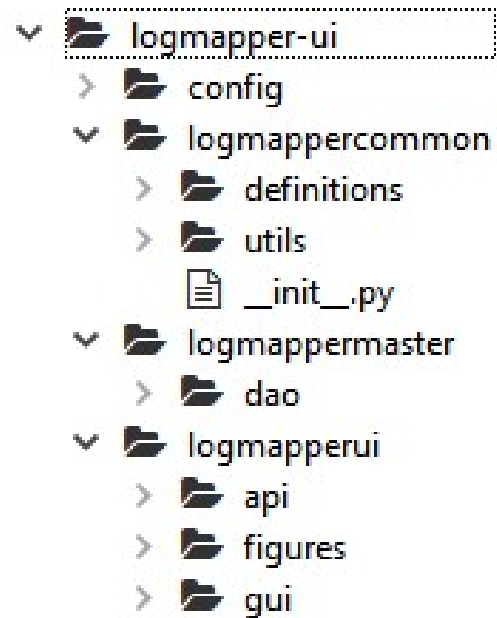 logmapper-ui
config
logmappercommon
definitions
utils
__init__.py
logmappermaster
dao
logmapperui
api
figures
gui